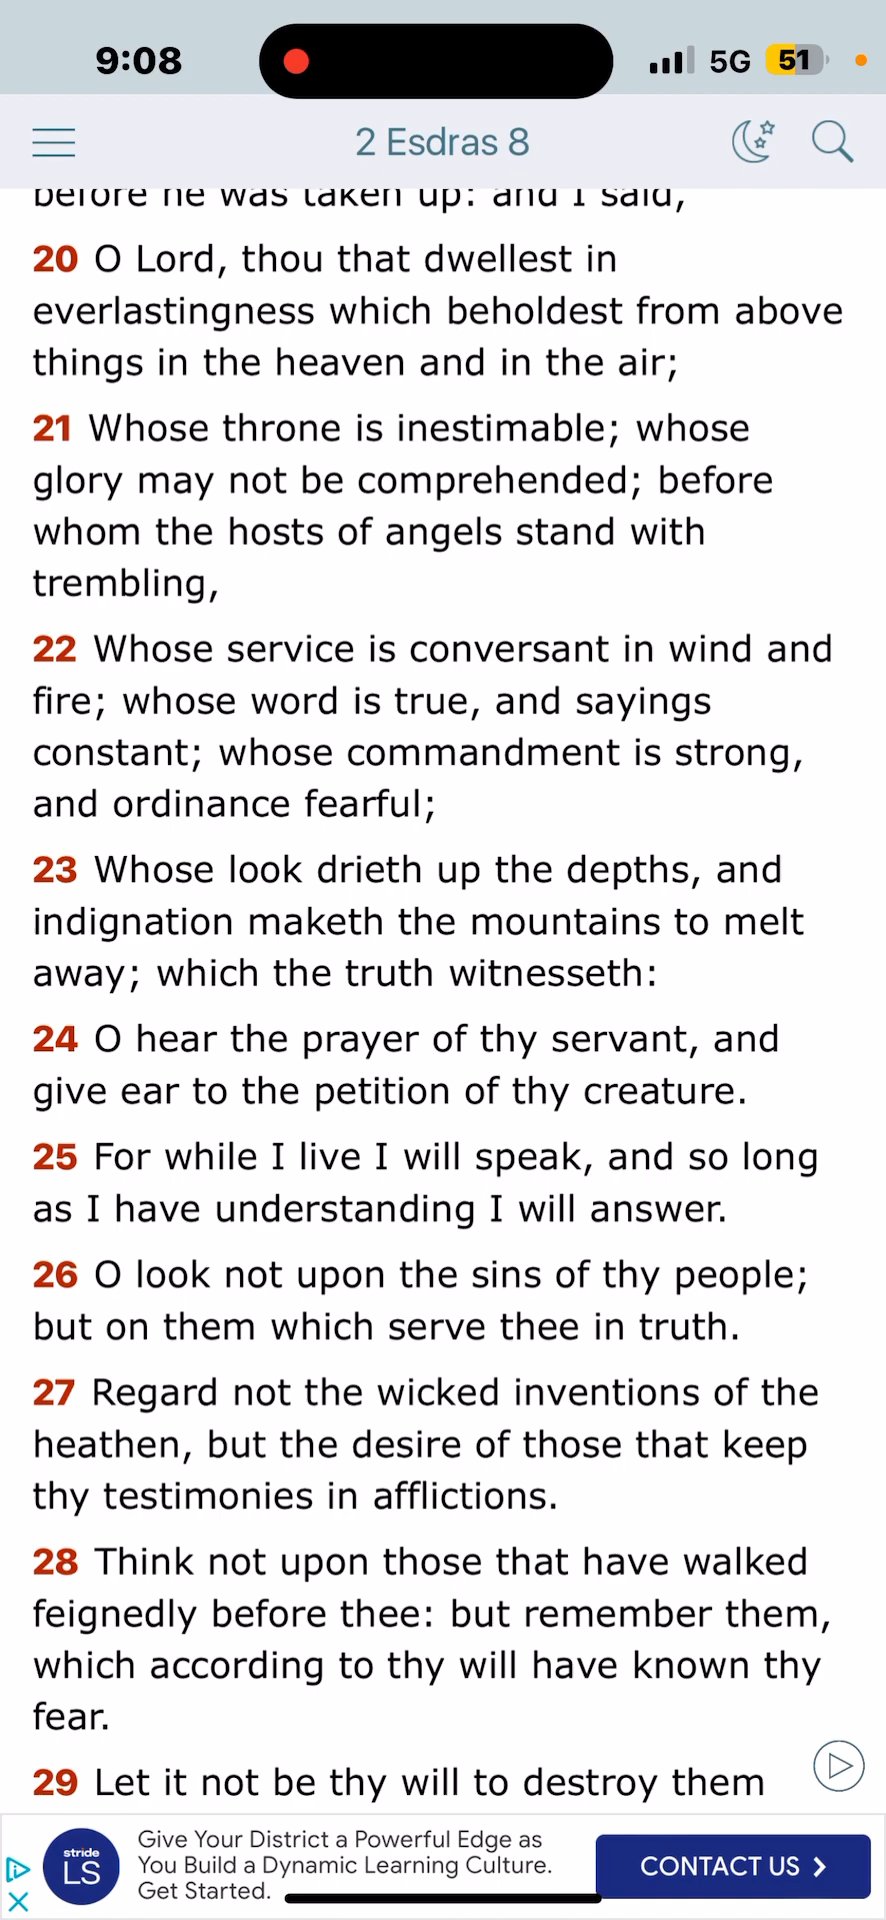 9:08
5G
51
2 Esdras 8
before he was taken up: and I said,
20 O Lord, thou that dwellest in
everlastingness which beholdest from above
things in the heaven and in the air;
21 Whose throne is inestimable; whose
glory may not be comprehended; before
whom the hosts of angels stand with
trembling,
22 Whose service is conversant in wind and
fire; whose word is true, and sayings
constant; whose commandment is strong,
and ordinance fearful;
23 Whose look drieth up the depths, and
indignation maketh the mountains to melt
away; which the truth witnesseth:
24 O hear the prayer of thy servant, and
give ear to the petition of thy creature.
25 For while I live I will speak, and so long
as I have understanding I will answer.
26 O look not upon the sins of thy people;
but on them which serve thee in truth.
27 Regard not the wicked inventions of the
heathen, but the desire of those that keep
thy testimonies in afflictions.
28 Think not upon those that have walked
feignedly before thee: but remember them,
which according to thy will have known thy
fear.
29 Let it not be thy will to destroy them
stride
LS
Give Your District a Powerful Edge as
You Build a Dynamic Learning Culture.
Get Started.
CONTACT US